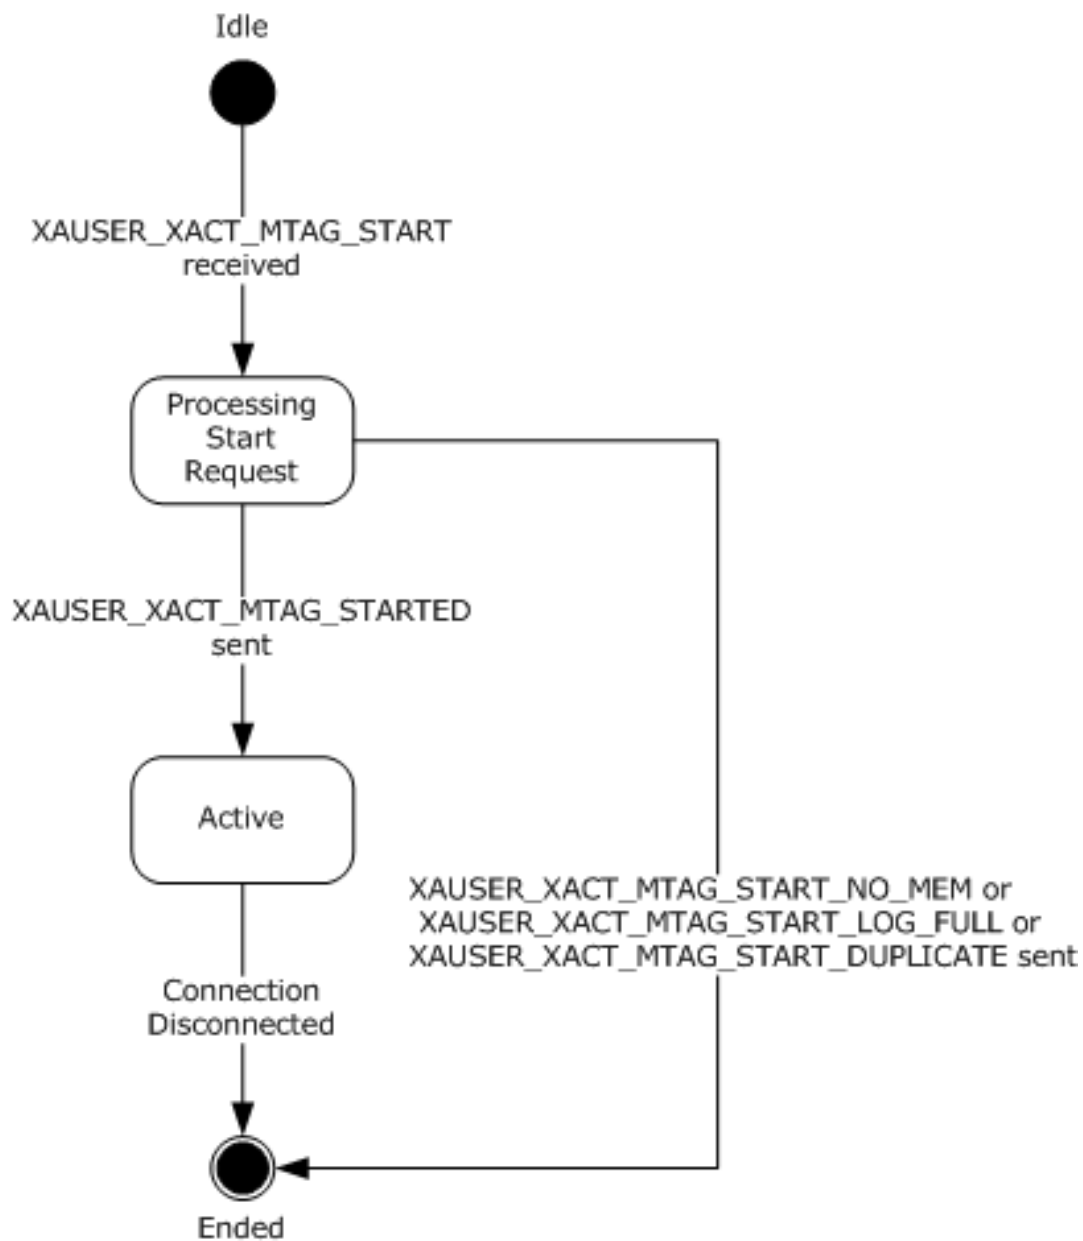 Idle
XAUSER_XACT_MTAG_START
received
Processing
Start
Request
XAUSER_XACT_MTAG_STARTED
sent
Active
XAUSER_XACT_MTAG_START_NO_MEM or
XAUSER_XACT_MTAG_START_LOG_FULL or
XAUSER_XACT_MTAG_START_DUPLICATE sent
Connection
Disconnected
Ended